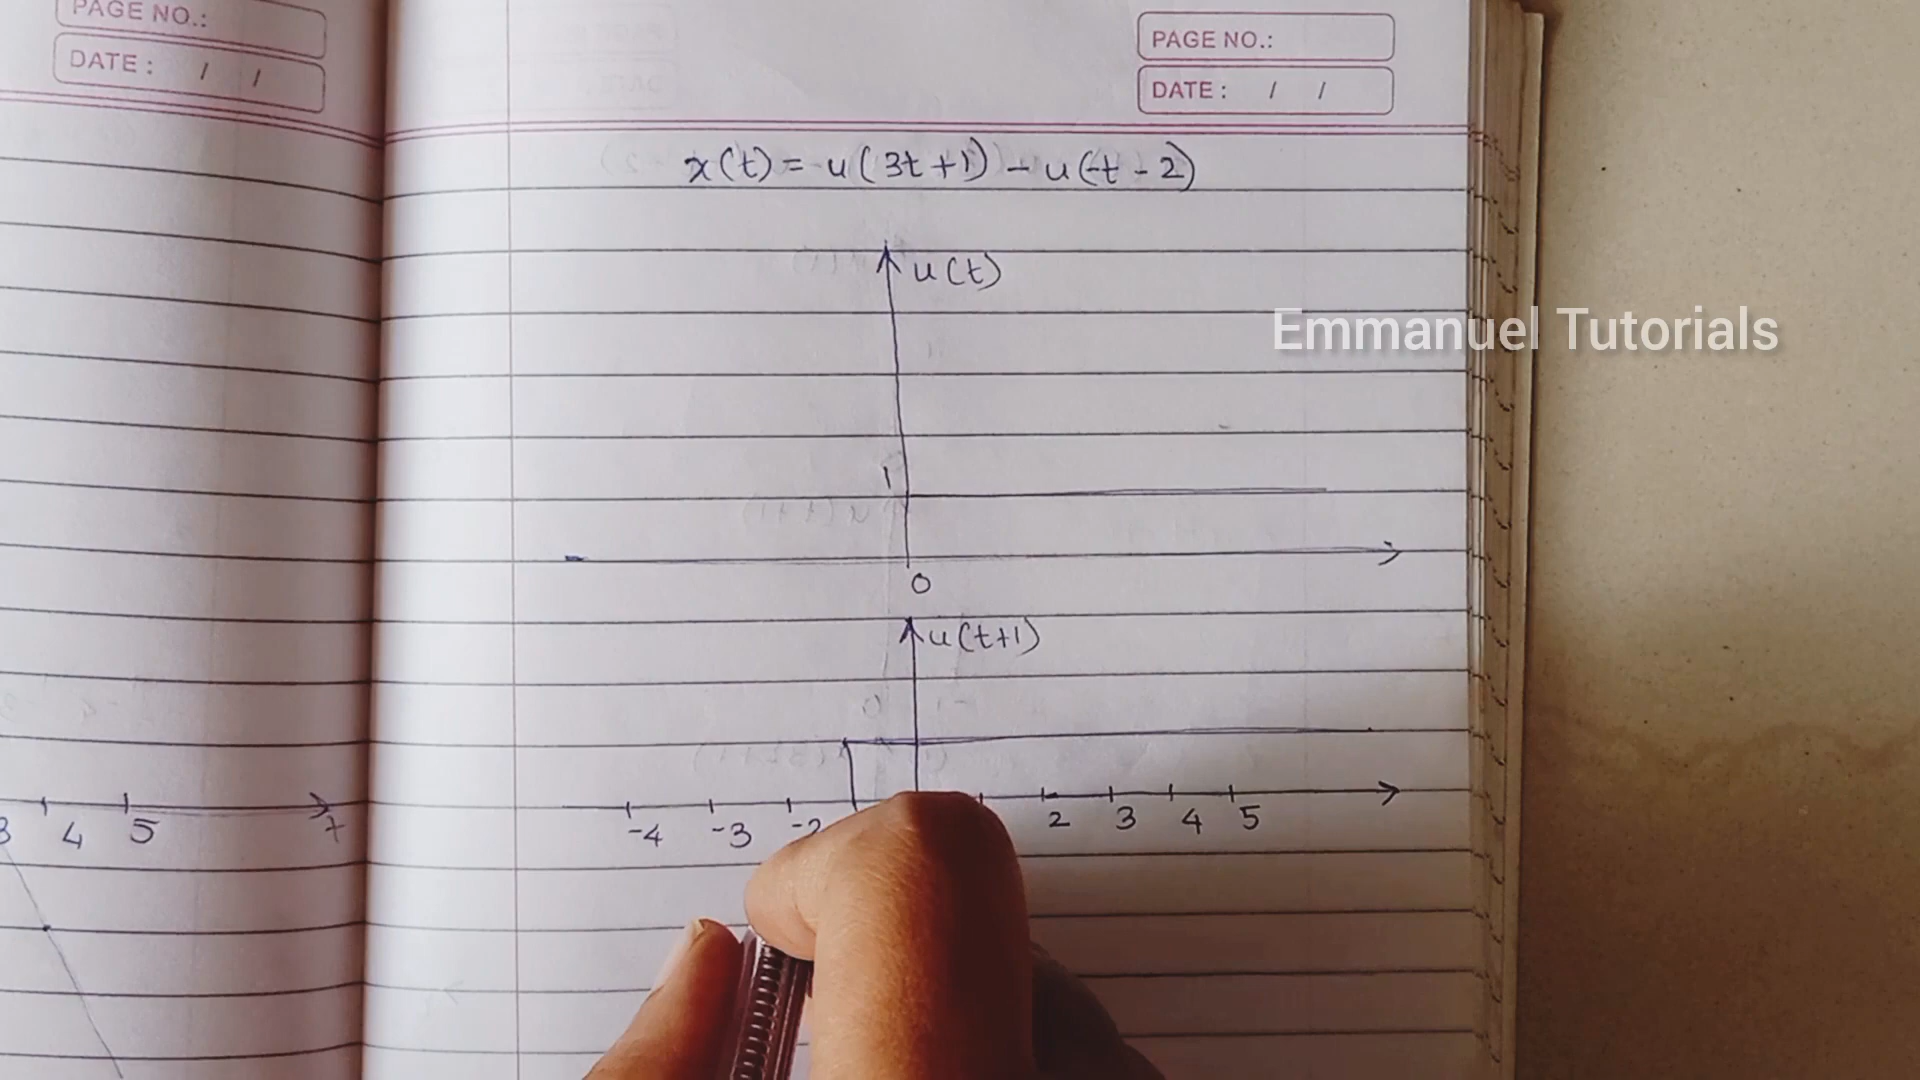 PAGE NO.:
DATE : / /
PAGE NO.:
DATE : / /
x(t) = u(3t+1) - u(-t-2)
u(t)
Emmanuel Tutorials
1
0
u(t+1)
4 5 t
-4 -3 -2 2 3 4 5